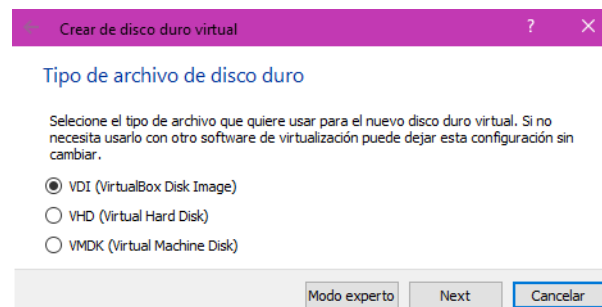 Crear de disco duro virtual
Tipo de archivo de disco duro
Selecione el tipo de archivo que quiere usar para el nuevo disco duro virtual. Si no
necesita usarlo con otro software de virtualización puede dejar esta configuración sin
cambiar.
VDI (VirtualBox Disk Image)
VHD (Virtual Hard Disk)
VMDK (Virtual Machine Disk)
Modo experto Next Cancelar